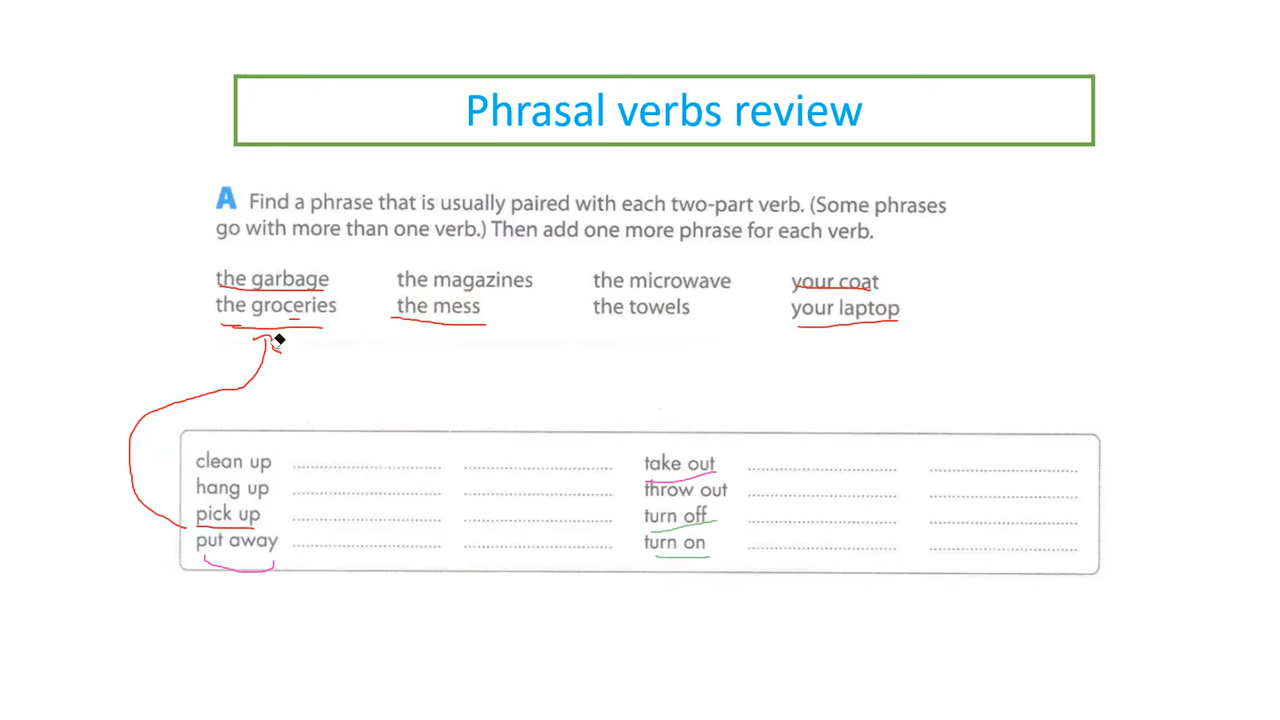 Phrasal verbs review
A Find a phrase that is usually paired with each two-part verb. (Some phrases
go with more than one verb.) Then add one more phrase for each verb.
the garbage the magazines the microwave your coat
the groceries the mess the towels your laptop
clean up take out
hang up throw out
pick up turn off
put away turn on